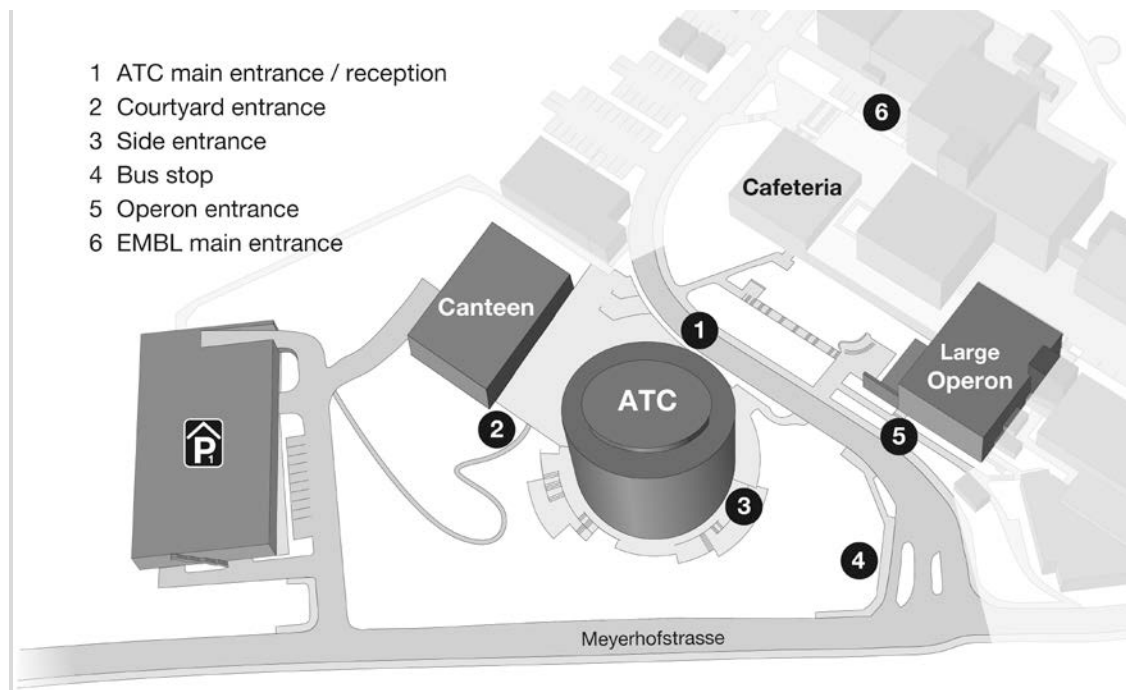 1 ATC main entrance / reception
2 Courtyard entrance
3 Side entrance
4 Bus stop
5 Operon entrance
6 EMBL main entrance
6
Cafeteria
Canteen
1
Large
Operon
ATC
2
5
P1
3
4
Meyerhofstrasse